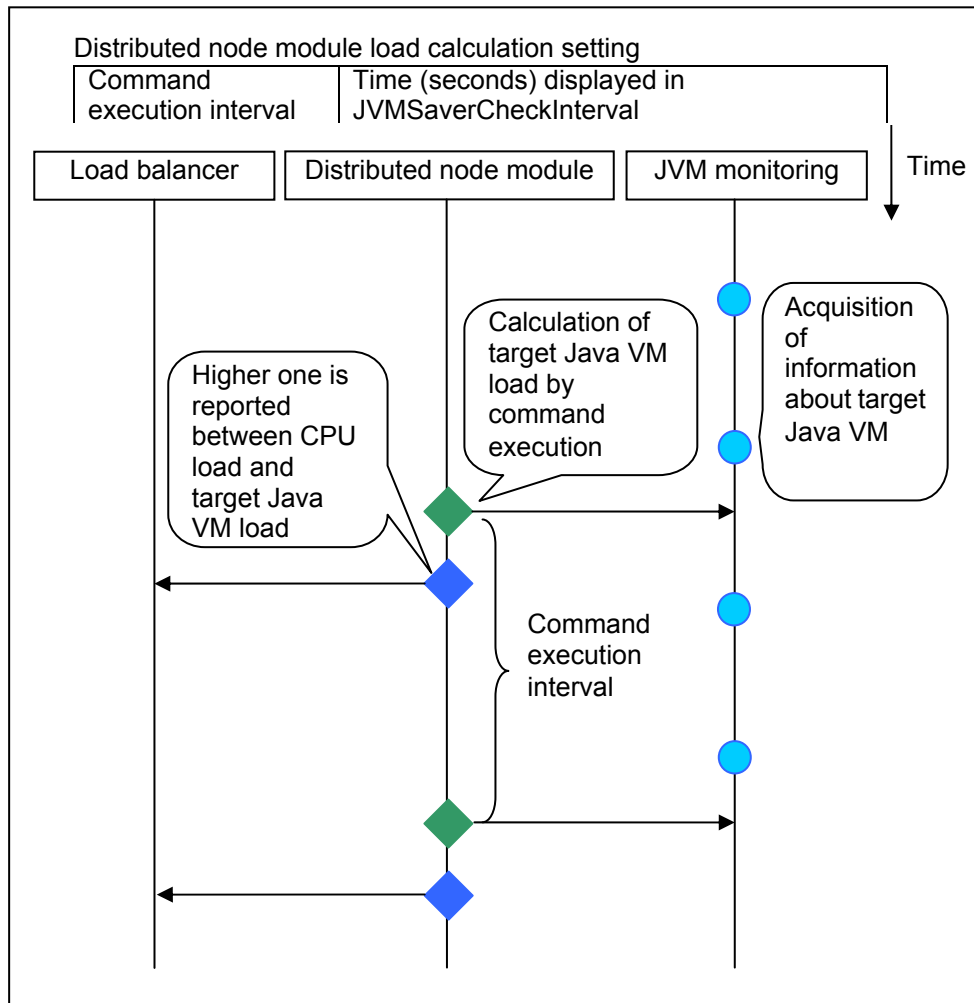 Distributed node module load calculation setting
Command
execution interval
Time (seconds) displayed in
JVMSaverCheckInterval
Load balancer
Distributed node module
JVM monitoring
Time
Acquisition
of
information
about target
Java VM
Calculation of
target Java VM
load by
command
execution
Higher one is
reported
between CPU
load and
target Java
VM load
Command
execution
interval